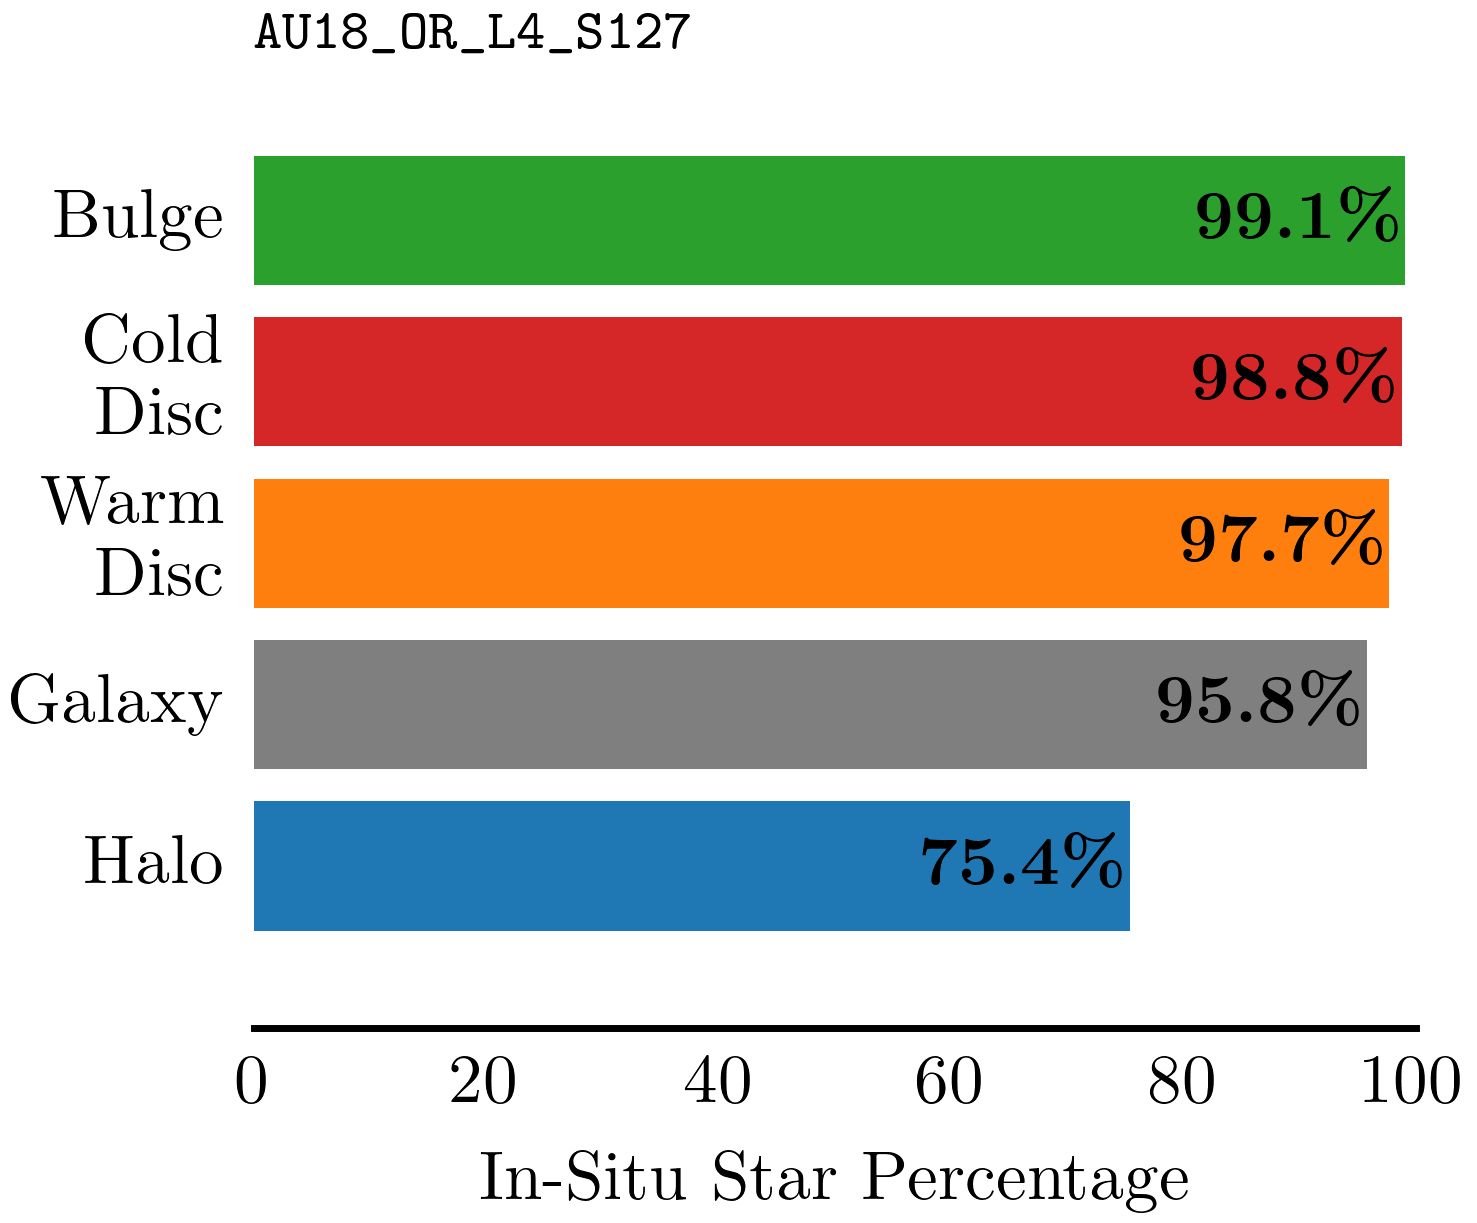 AU18_OR_L4_S127
Bulge
99.1%
Cold
Disc
98.8%
Warm
Disc
97.7%
Galaxy
95.8%
Halo
75.4%
0 20 40 60 80 100
In-Situ Star Percentage